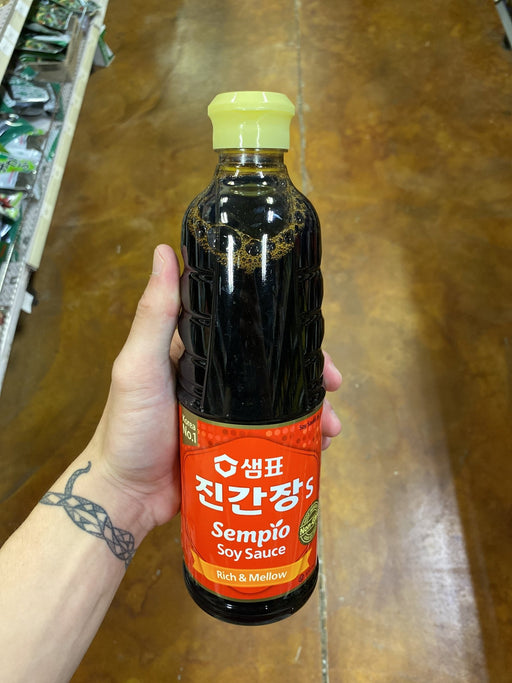 Korea
No.1
샘표
진간장S
Sempio
Soy Sauce
Rich & Mellow